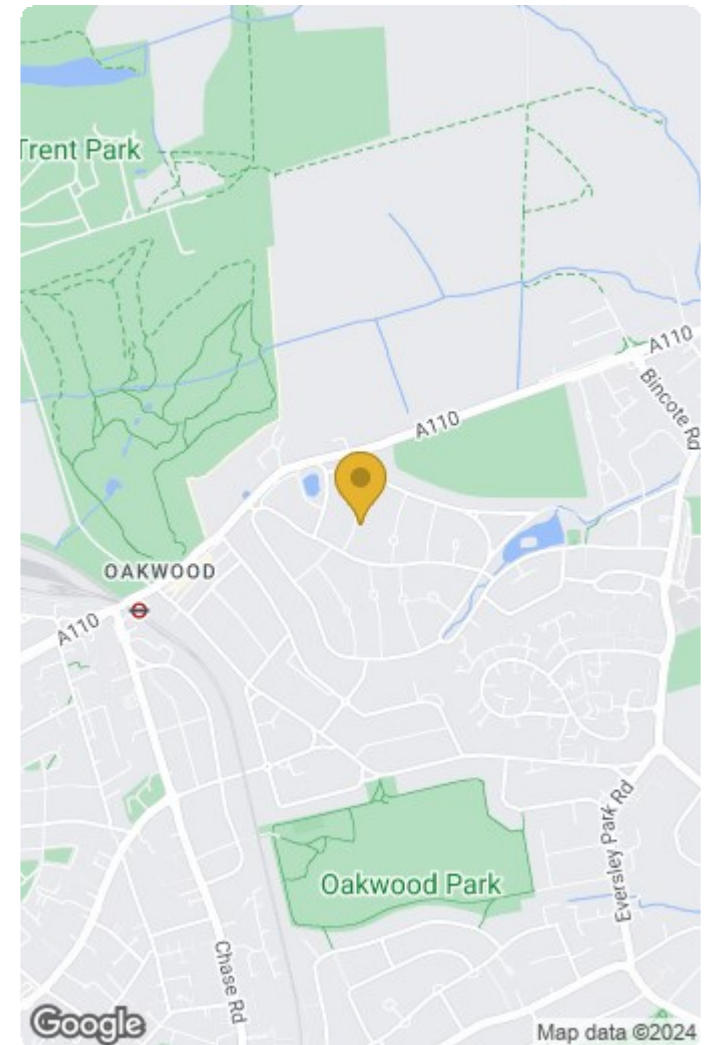 Trent Park
A110
Bincote Rd
A110
OAKWOOD
A110
Oakwood Park
Eversley Park Rd
Chase Rd
Google
Map data ©2024